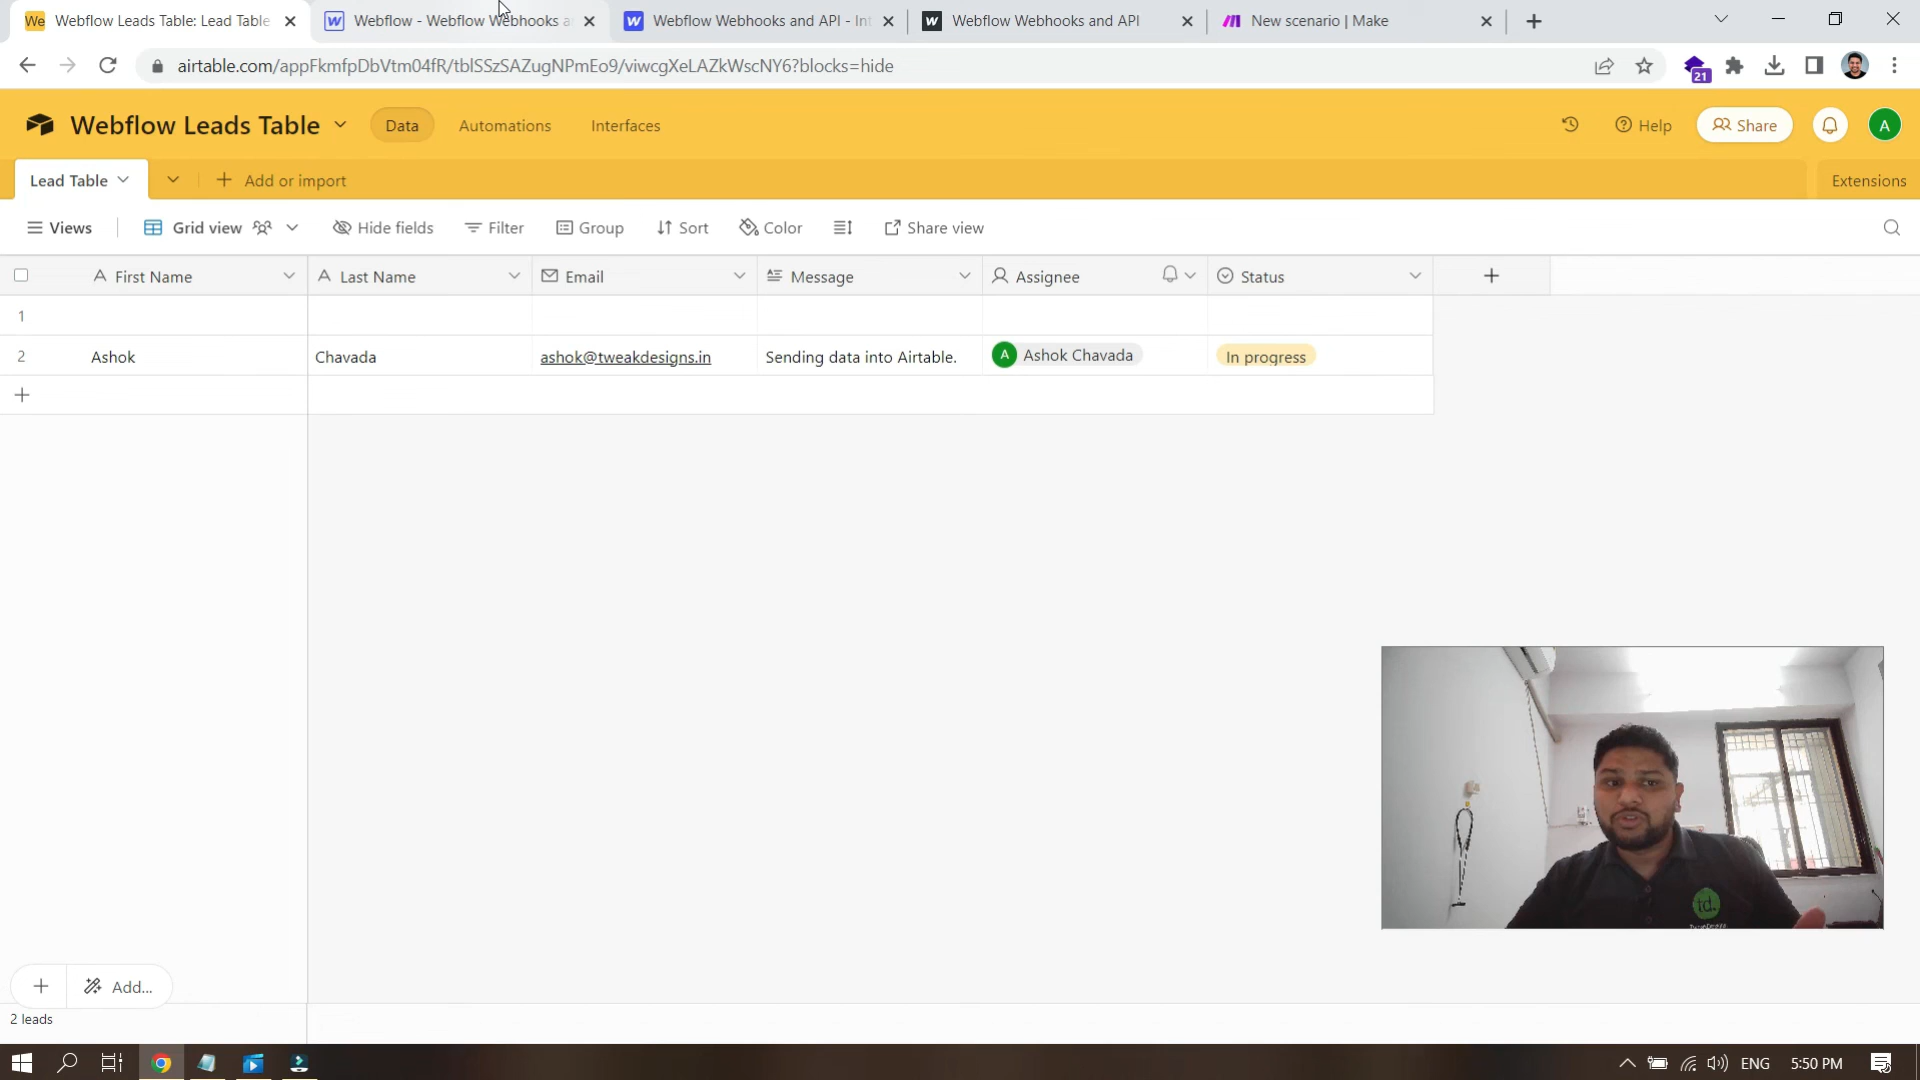 We Webflow Leads Table: Lead Table
Webflow - Webflow Webhooks a
Webflow Webhooks and API - Int
Webflow Webhooks and API
New scenario | Make
airtable.com/appFkmfpDbVtm04fR/tblSSzSAZugNPmEo9/viwcgXeLAZkWscNY6?blocks=hide
21
Webflow Leads Table
Data
Automations
Interfaces
Help
Share
A
Lead Table
Add or import
Extensions
Views
Grid view
Hide fields
Filter
Group
Sort
Color
Share view
First Name
Last Name
Email
Message
Assignee
Status
1
2
Ashok
Chavada
ashok@tweakdesigns.in
Sending data into Airtable.
A Ashok Chavada
In progress
td.
Add...
2 leads
ENG
5:50 PM